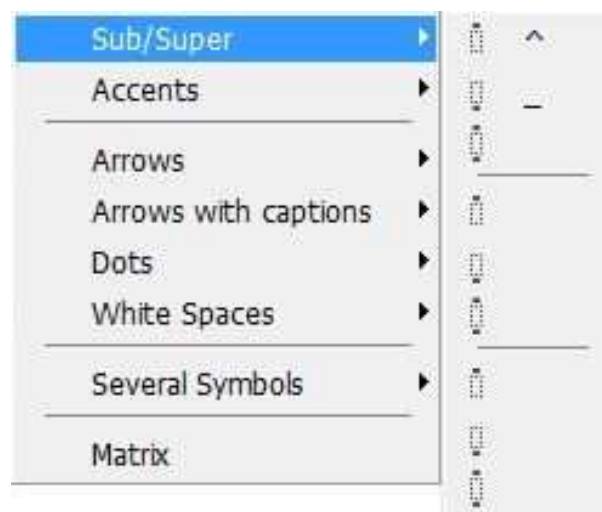 Sub/Super
^
Accents
_
Arrows
Arrows with captions
Dots
White Spaces
Several Symbols
Matrix